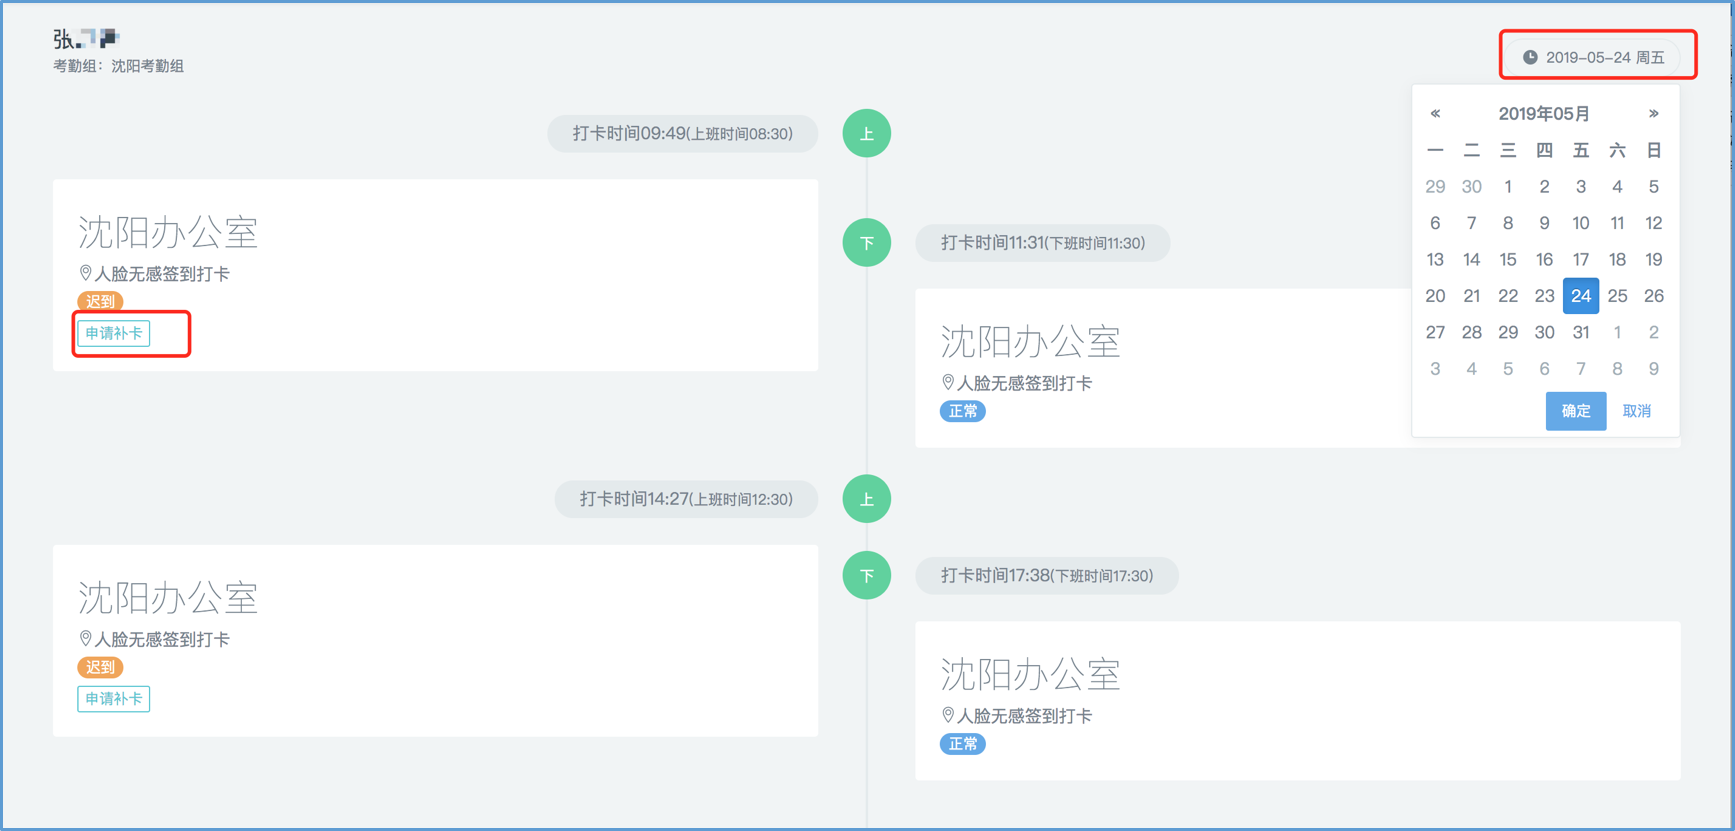 张
考勤组：沈阳考勤组
2019-05-24 周五
« 2019年05月 »
一 二 三 四 五 六 日
29 30 1 2 3 4 5
6 7 8 9 10 11 12
13 14 15 16 17 18 19
20 21 22 23 24 25 26
27 28 29 30 31 1 2
3 4 5 6 7 8 9
确定 取消
打卡时间09:49(上班时间08:30)
上
沈阳办公室
人脸无感签到打卡
迟到
申请补卡
下
打卡时间11:31(下班时间11:30)
沈阳办公室
人脸无感签到打卡
正常
打卡时间14:27(上班时间12:30)
上
沈阳办公室
人脸无感签到打卡
迟到
申请补卡
下
打卡时间17:38(下班时间17:30)
沈阳办公室
人脸无感签到打卡
正常